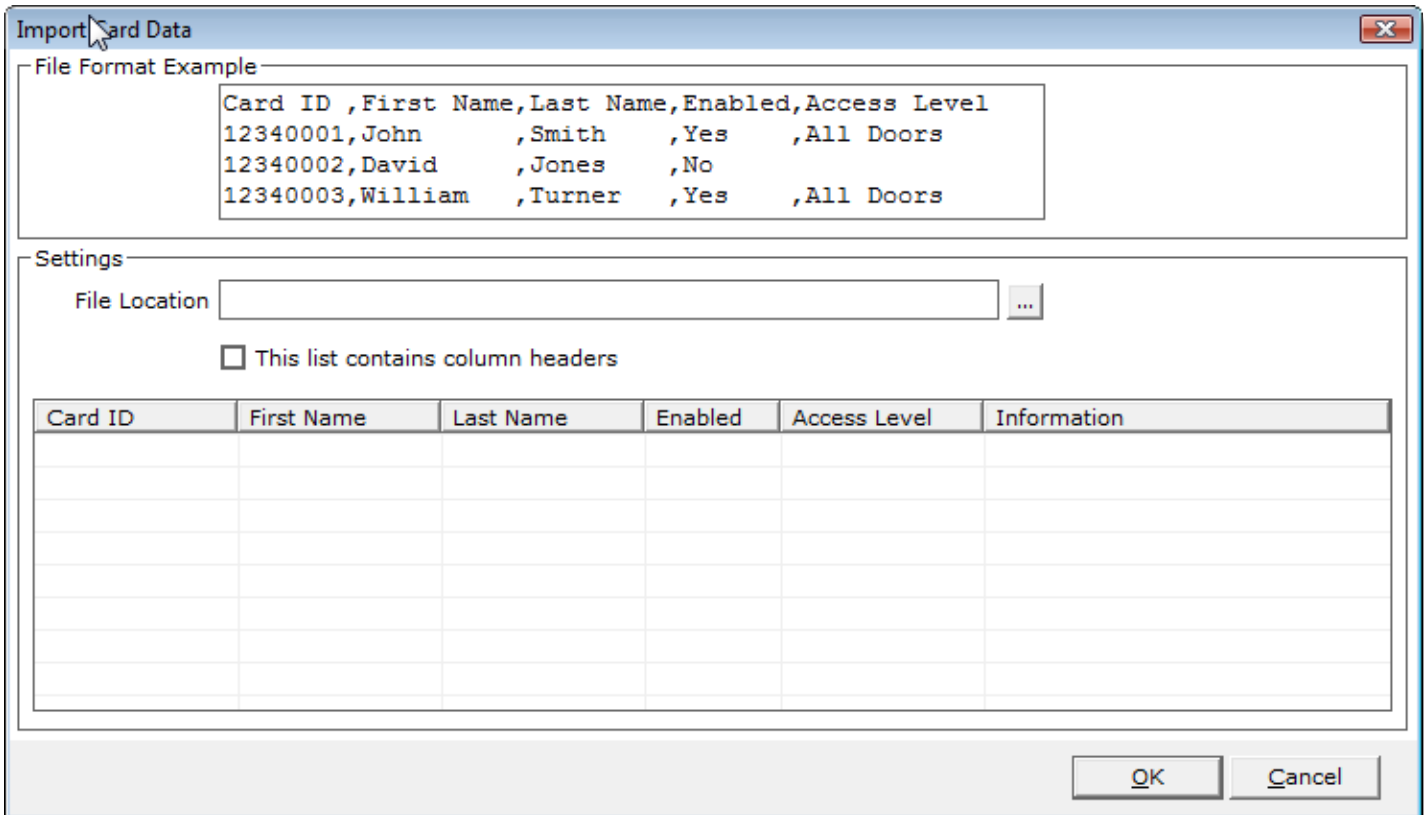 Import Card Data
File Format Example
Card ID ,First Name,Last Name,Enabled,Access Level
12340001,John      ,Smith    ,Yes    ,All Doors
12340002,David     ,Jones    ,No
12340003,William   ,Turner   ,Yes    ,All Doors
Settings
File Location
...
This list contains column headers
Card ID First Name Last Name Enabled Access Level Information
OK Cancel